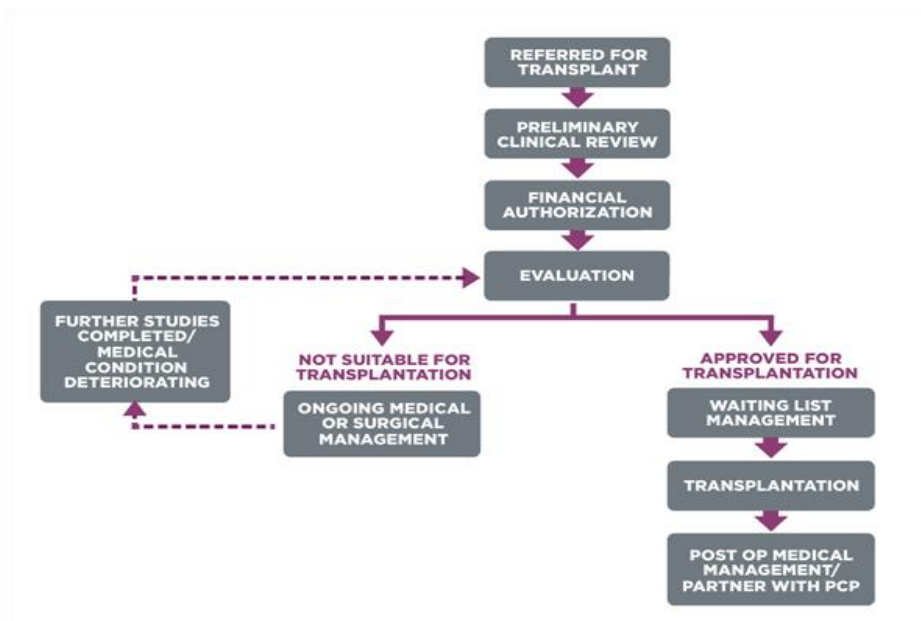 REFERRED FOR
TRANSPLANT
PRELIMINARY
CLINICAL REVIEW
FINANCIAL
AUTHORIZATION
EVALUATION
FURTHER STUDIES
COMPLETED/
MEDICAL
CONDITION
DETERIORATING
NOT SUITABLE FOR
TRANSPLANTATION
ONGOING MEDICAL
OR SURGICAL
MANAGEMENT
APPROVED FOR
TRANSPLANTATION
WAITING LIST
MANAGEMENT
TRANSPLANTATION
POST OP MEDICAL
MANAGEMENT/
PARTNER WITH PCP